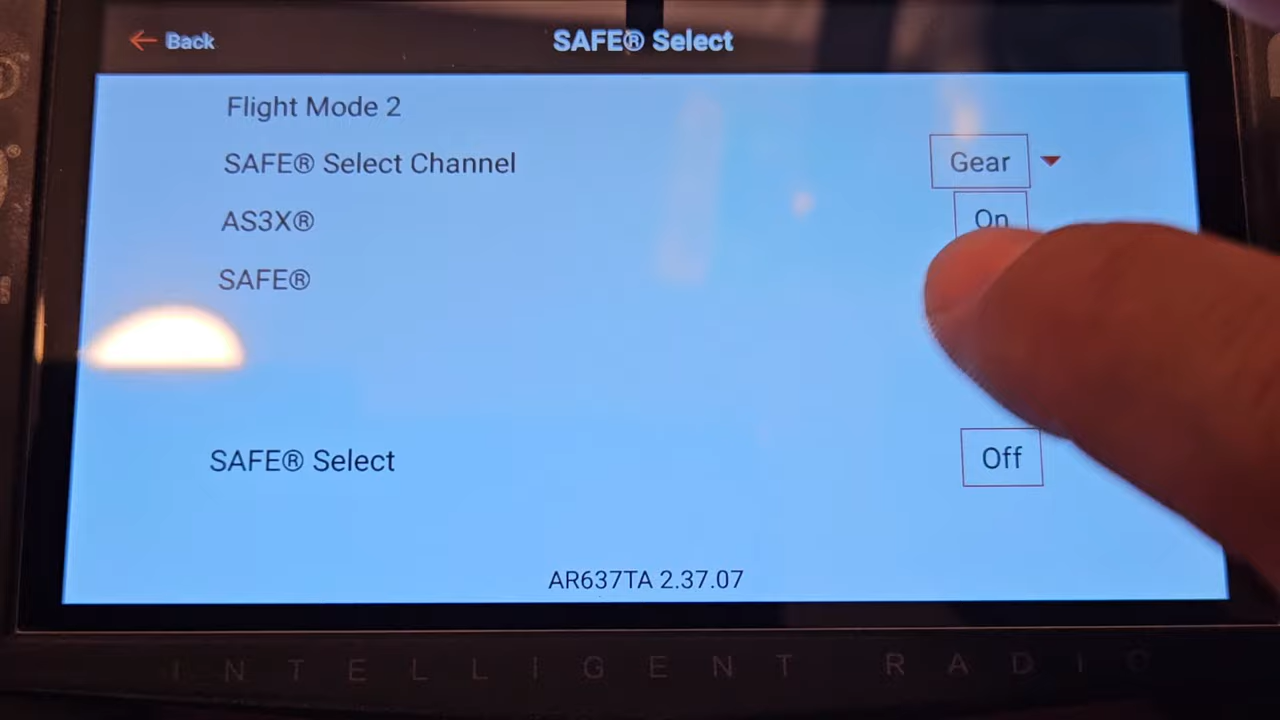 ← Back
SAFE® Select
Flight Mode 2
SAFE® Select Channel
Gear
AS3X®
On
SAFE®
SAFE® Select
Off
AR637TA 2.37.07
INTELLIGENT RADIO